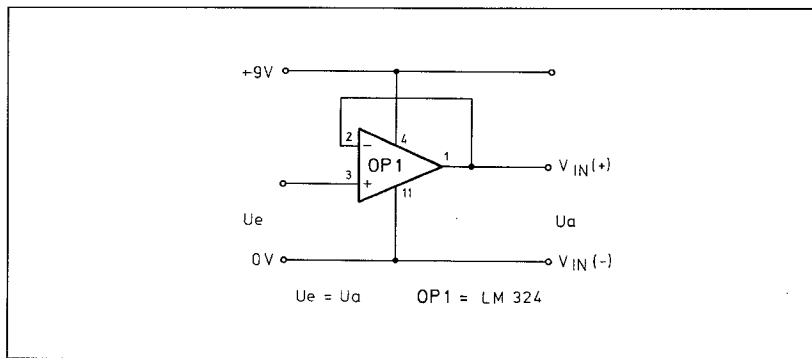 +9V
2
4
-
OP1
1
V IN (+)
3
+
11
Ue
Ua
0V
V IN (-)
Ue = Ua OP1 = LM 324